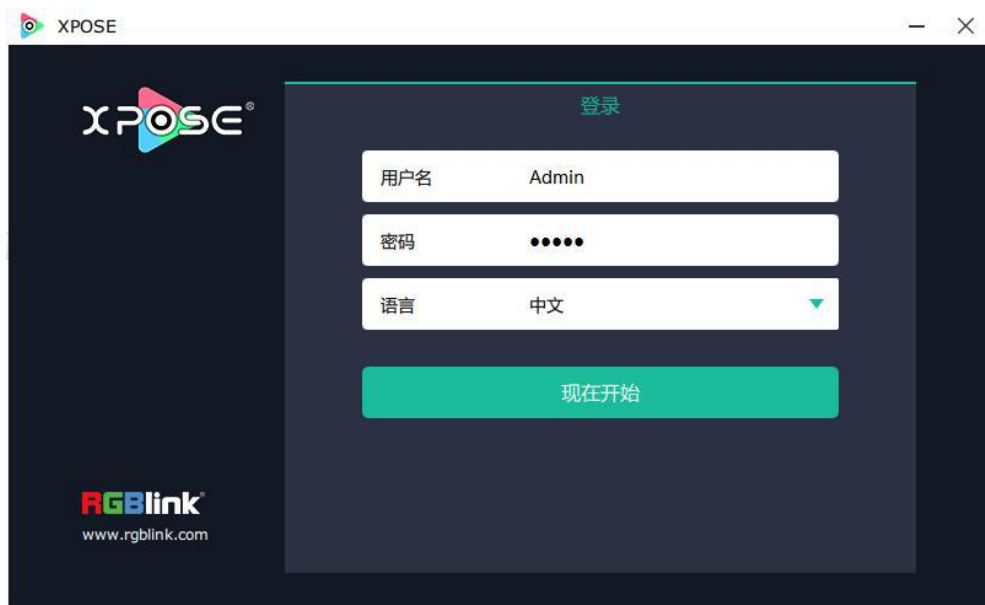 XPOSE
XPOSE®
登录
用户名 Admin
密码 •••••
语言 中文
现在开始
RGBlink®
www.rgblink.com